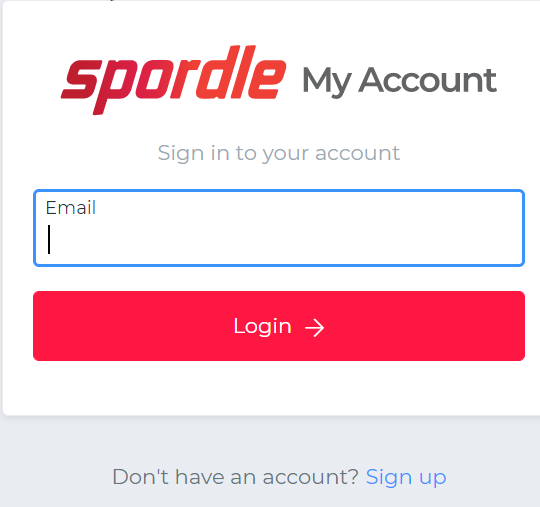 spordle My Account
Sign in to your account
Email
Login →
Don't have an account? Sign up